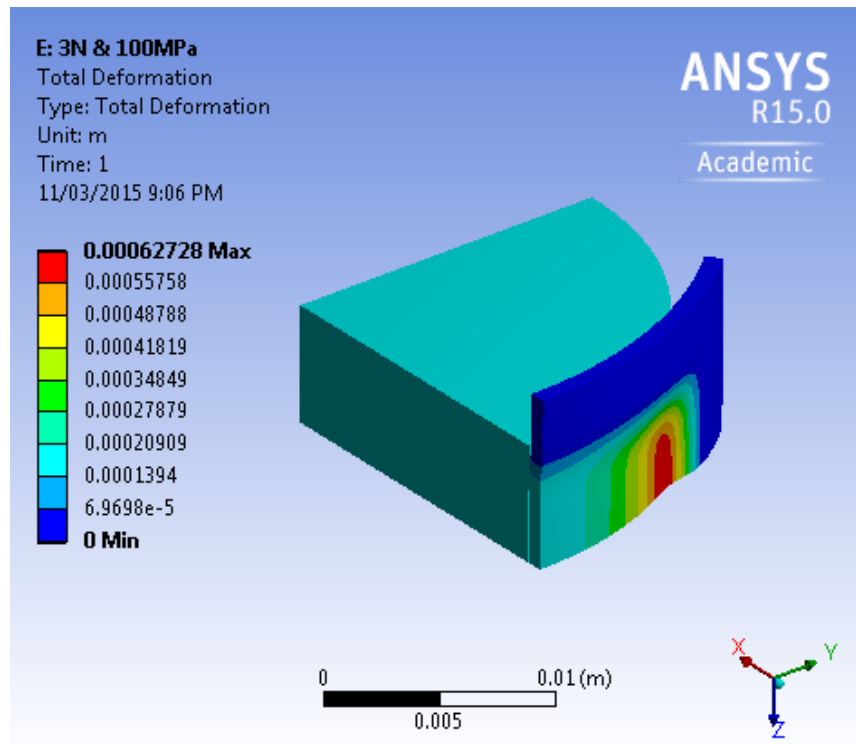 E: 3N & 100MPa
Total Deformation
Type: Total Deformation
Unit: m
Time: 1
11/03/2015 9:06 PM
ANSYS
R15.0
Academic
0.00062728 Max
0.00055758
0.00048788
0.00041819
0.00034849
0.00027879
0.00020909
0.0001394
6.9698e-5
0 Min
0
0.01 (m)
0.005
X
Y
Z